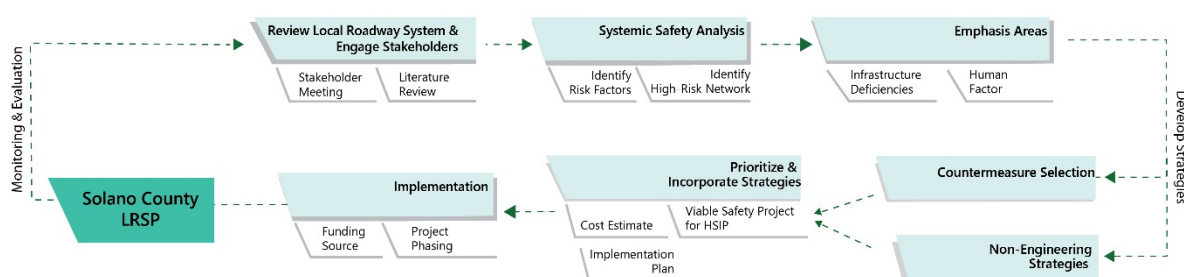 Review Local Roadway System &
Engage Stakeholders
Stakeholder
Meeting
Literature
Review
Systemic Safety Analysis
Identify
Risk Factors
Identify
High-Risk Network
Emphasis Areas
Infrastructure
Deficiencies
Human
Factor
Develop Strategies
Countermeasure Selection
Non-Engineering
Strategies
Prioritize &
Incorporate Strategies
Cost Estimate
Viable Safety Project
for HSIP
Implementation
Plan
Implementation
Funding
Source
Project
Phasing
Solano County
LRSP
Monitoring & Evaluation